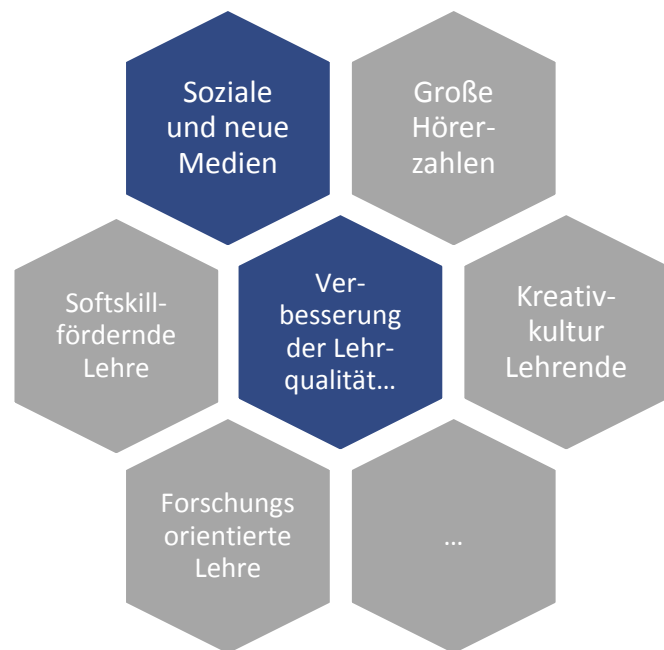 Soziale
und neue
Medien
Große
Hörer-
zahlen
Softskill-
fördernde
Lehre
Ver-
besserung
der Lehr-
qualität...
Kreativ-
kultur
Lehrende
Forschungs
orientierte
Lehre
...